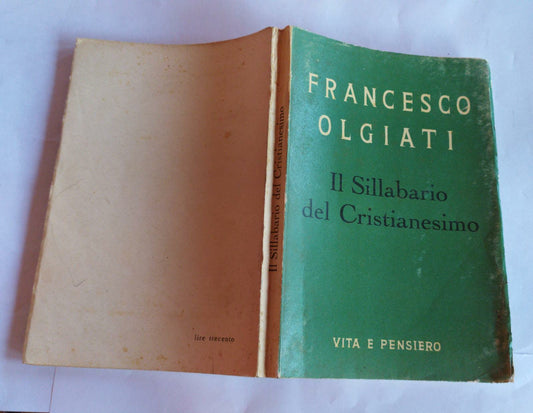 FRANCESCO
OLGIATI
Il Sillabario
del Cristianesimo
VITA E PENSIERO
Il Sillabario del Cristianesimo
lire trecento